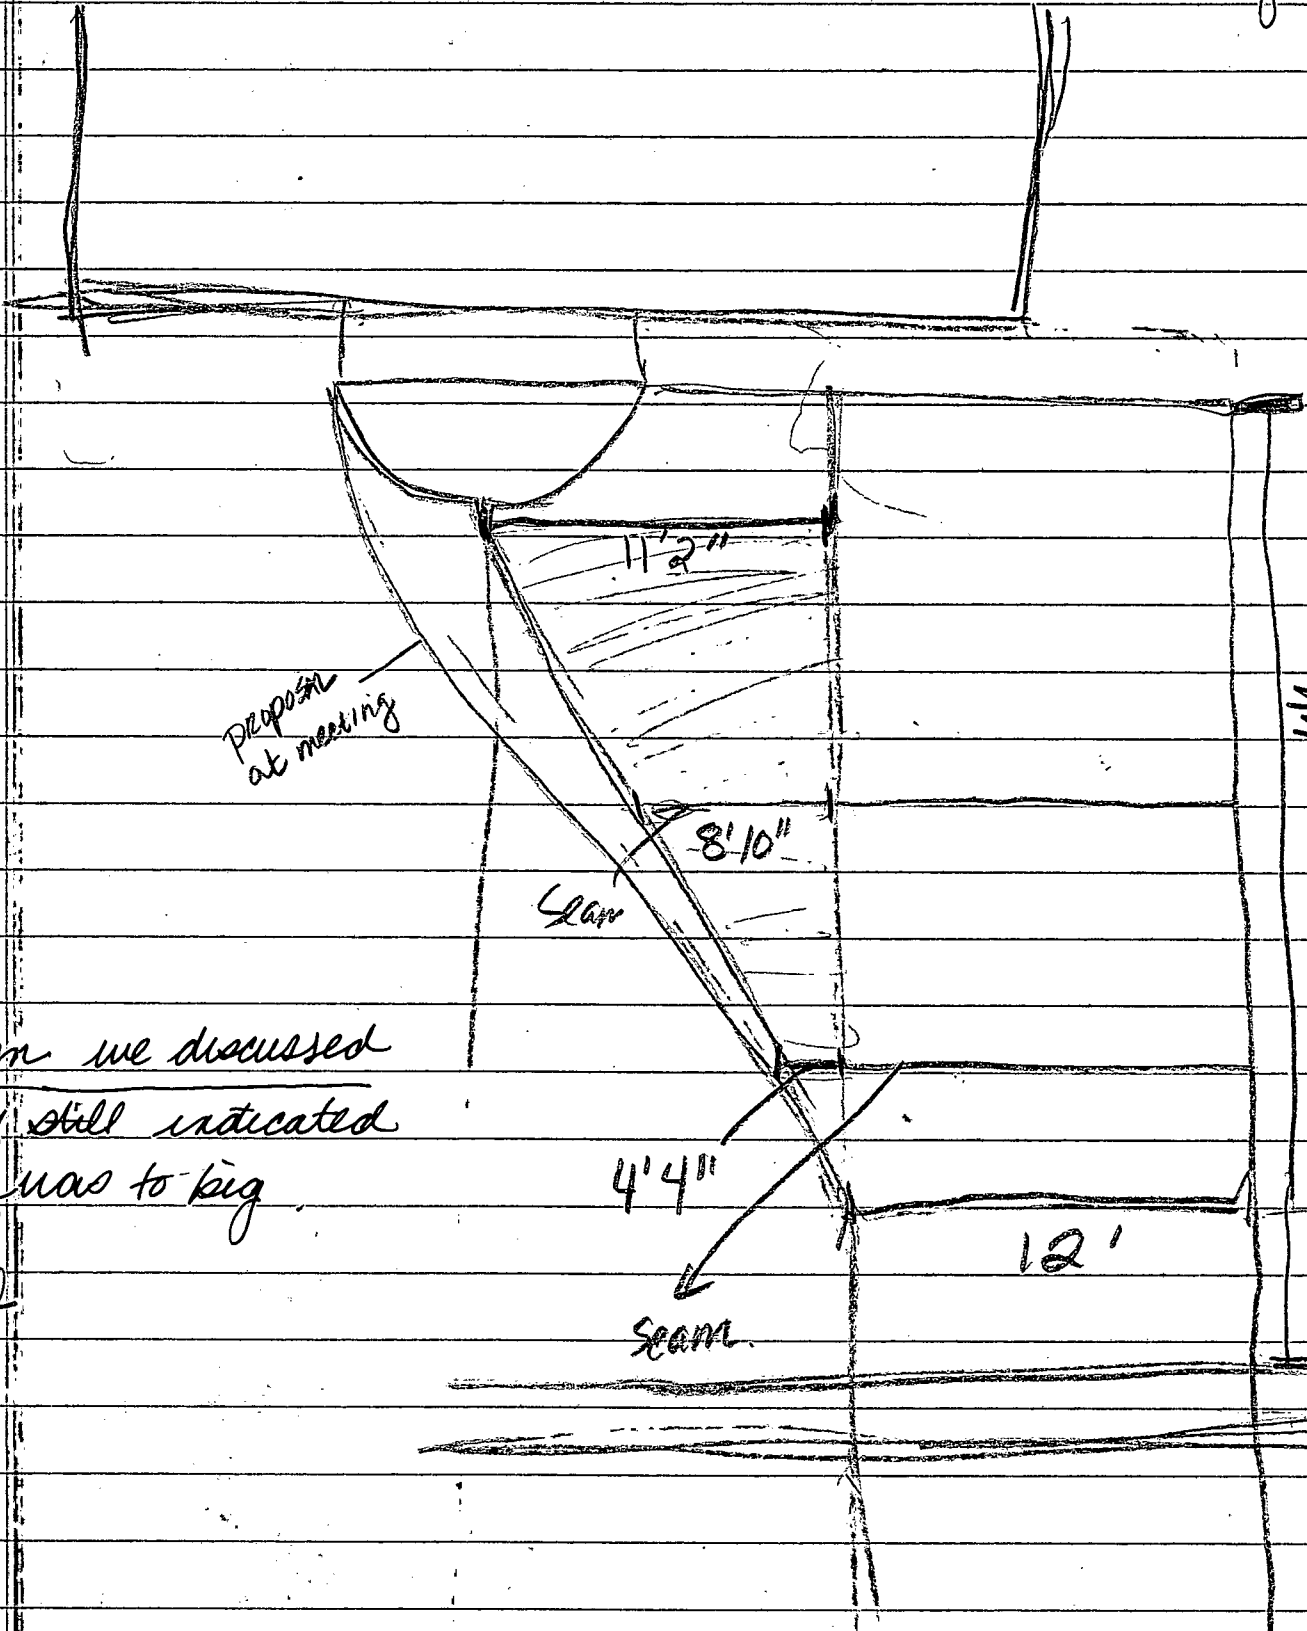 11'2"
proposal
at meeting
8'10"
Seam
we discussed
still indicated
was to big
4'4"
12'
Seam.